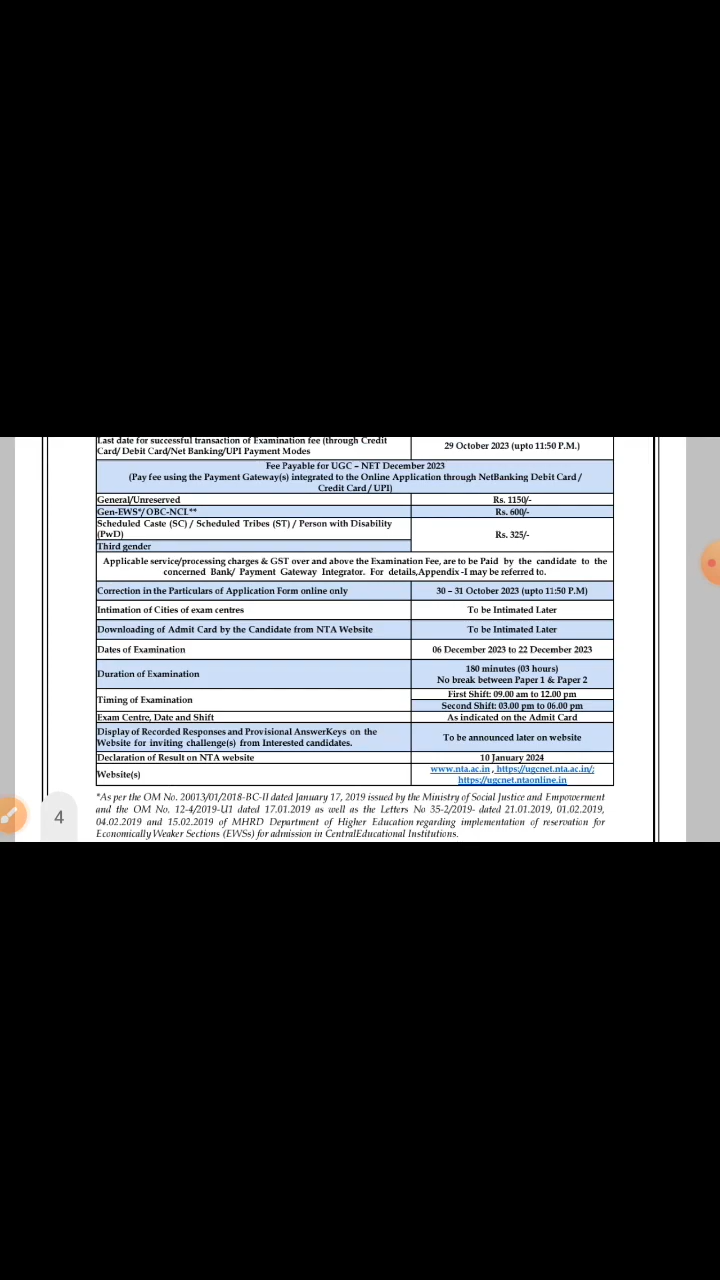 Last date for successful transaction of Examination fee (through Credit
Card/ Debit Card/Net Banking/UPI Payment Modes
29 October 2023 (upto 11:50 P.M.)
Fee Payable for UGC – NET December 2023
(Pay fee using the Payment Gateway(s) integrated to the Online Application through NetBanking Debit Card /
Credit Card / UPI)
General/Unreserved
Rs. 1150/-
Gen-EWS*/ OBC-NCL**
Rs. 600/-
Scheduled Caste (SC) / Scheduled Tribes (ST) / Person with Disability
(PwD)
Rs. 325/-
Third gender
Applicable service/processing charges & GST over and above the Examination Fee, are to be Paid by the candidate to the
concerned Bank/ Payment Gateway Integrator. For details,Appendix -I may be referred to.
Correction in the Particulars of Application Form online only
30 – 31 October 2023 (upto 11:50 P.M)
Intimation of Cities of exam centres
To be Intimated Later
Downloading of Admit Card by the Candidate from NTA Website
To be Intimated Later
Dates of Examination
06 December 2023 to 22 December 2023
Duration of Examination
180 minutes (03 hours)
No break between Paper 1 & Paper 2
Timing of Examination
First Shift: 09.00 am to 12.00 pm
Second Shift: 03.00 pm to 06.00 pm
Exam Centre, Date and Shift
As indicated on the Admit Card
Display of Recorded Responses and Provisional AnswerKeys on the
Website for inviting challenge(s) from Interested candidates.
To be announced later on website
Declaration of Result on NTA website
10 January 2024
Website(s)
www.nta.ac.in , https://ugcnet.nta.ac.in/;
https://ugcnet.ntaonline.in
*As per the OM No. 20013/01/2018-BC-II dated January 17, 2019 issued by the Ministry of Social Justice and Empowerment
and the OM No. 12-4/2019-U1 dated 17.01.2019 as well as the Letters No 35-2/2019- dated 21.01.2019, 01.02.2019,
04.02.2019 and 15.02.2019 of MHRD Department of Higher Education regarding implementation of reservation for
Economically Weaker Sections (EWSs) for admission in CentralEducational Institutions.
4